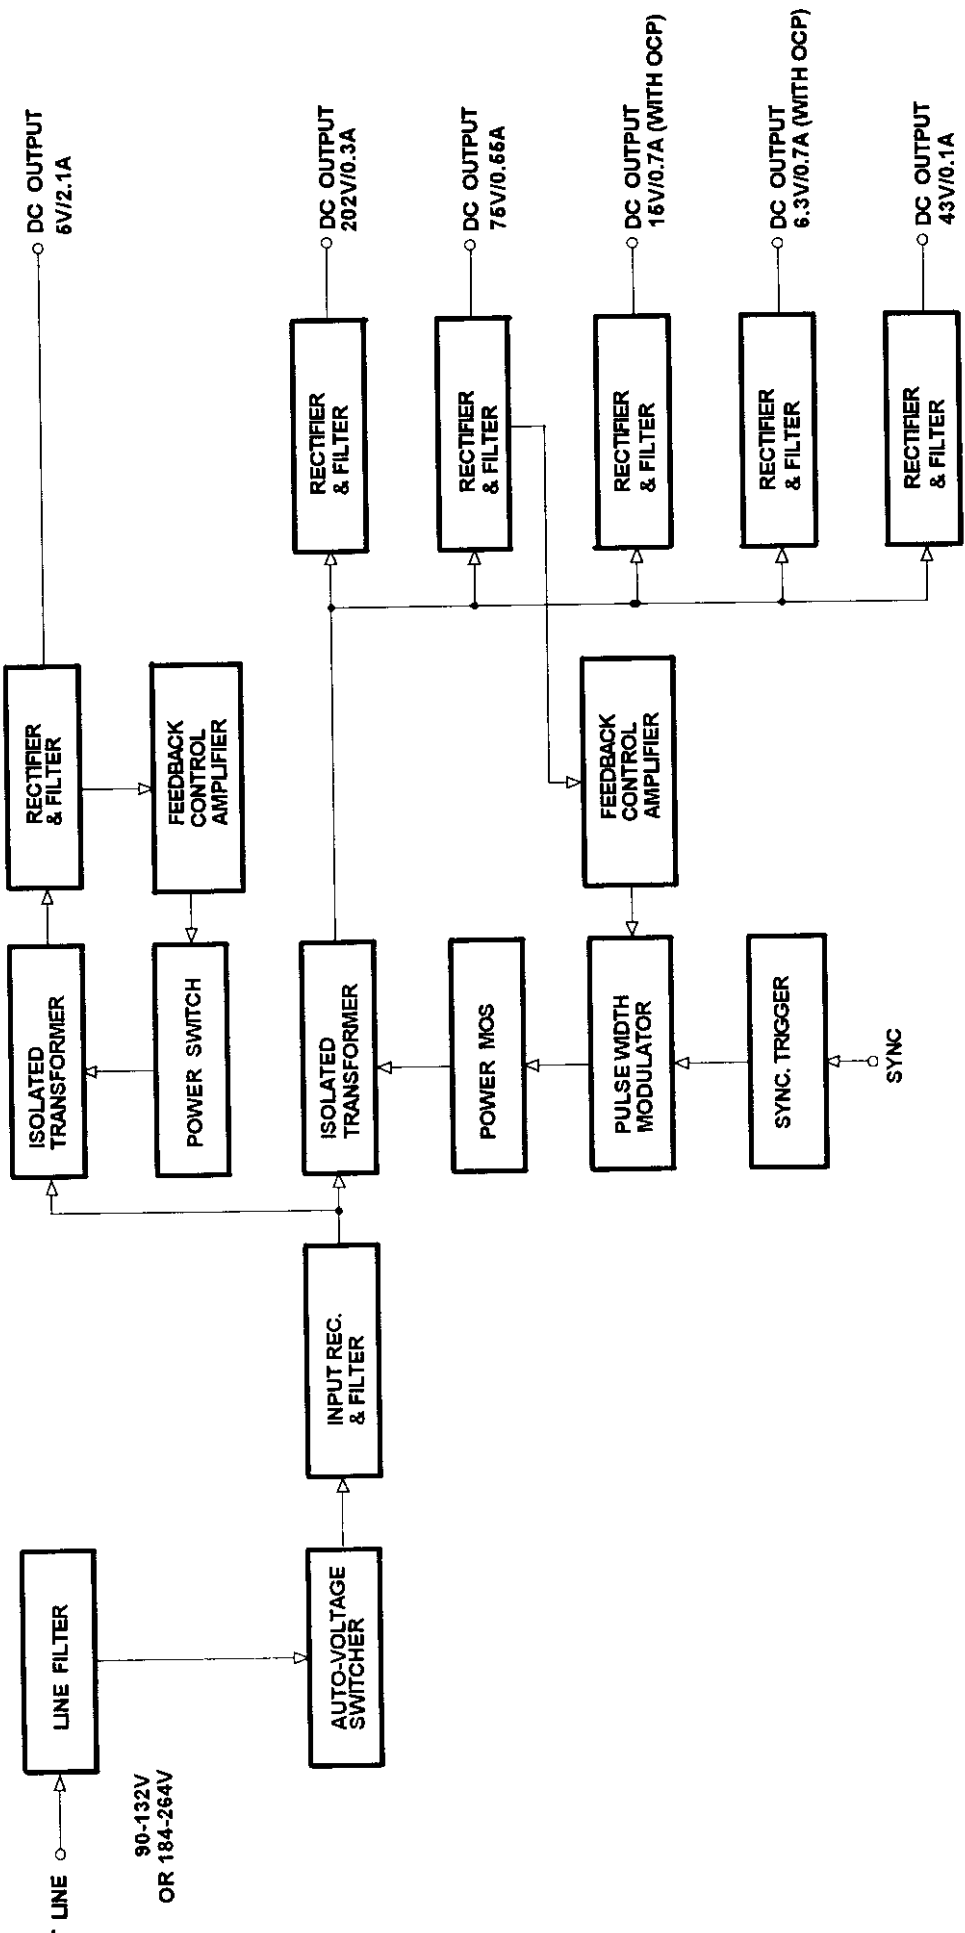 LINE
90-132V
OR 184-264V
LINE FILTER
AUTO-VOLTAGE
SWITCHER
INPUT REC.
& FILTER
ISOLATED
TRANSFORMER
POWER SWITCH
RECTIFIER
& FILTER
FEEDBACK
CONTROL
AMPLIFIER
DC OUTPUT
5V/2.1A
ISOLATED
TRANSFORMER
POWER MOS
PULSE WIDTH
MODULATOR
SYNC. TRIGGER
SYNC
FEEDBACK
CONTROL
AMPLIFIER
RECTIFIER
& FILTER
DC OUTPUT
202V/0.3A
RECTIFIER
& FILTER
DC OUTPUT
75V/0.55A
RECTIFIER
& FILTER
DC OUTPUT
15V/0.7A (WITH OCP)
RECTIFIER
& FILTER
DC OUTPUT
6.3V/0.7A (WITH OCP)
RECTIFIER
& FILTER
DC OUTPUT
43V/0.1A